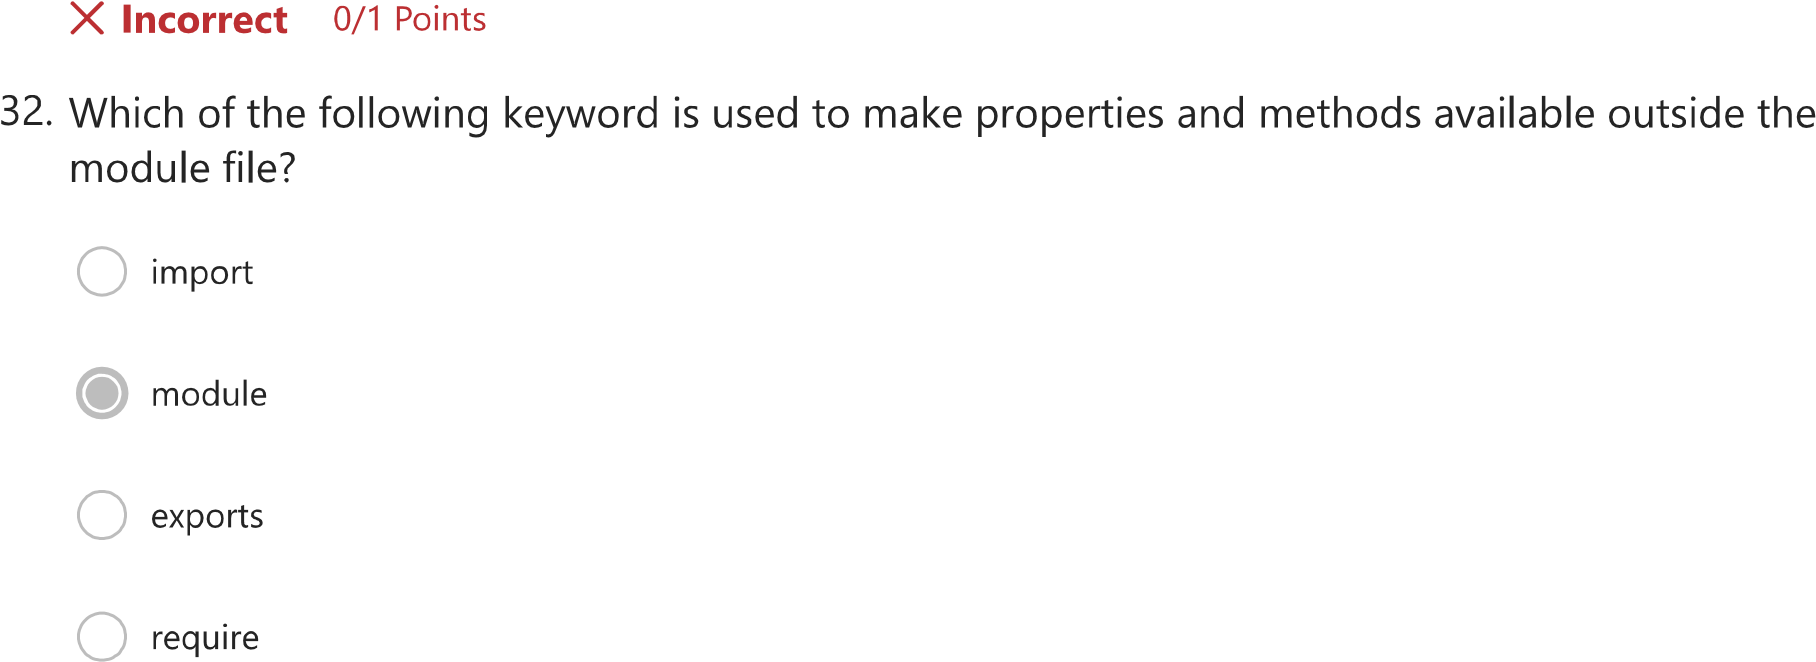 Incorrect 0/1 Points
32. Which of the following keyword is used to make properties and methods available outside the
module file?
import
module
exports
require